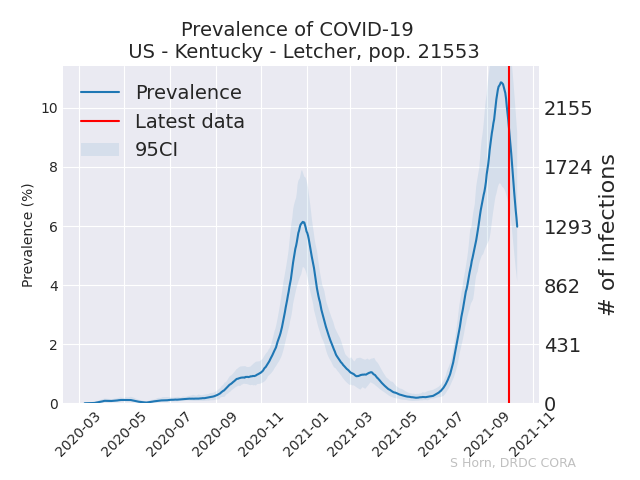 Prevalence of COVID-19
US - Kentucky - Letcher, pop. 21553
Prevalence
Latest data
95CI
Prevalence (%)
10
8
6
4
2
0
2155
1724
1293
862
431
0
# of infections
2020-03
2020-05
2020-07
2020-09
2020-11
2021-01
2021-03
2021-05
2021-07
2021-09
2021-11
S Horn, DRDC CORA